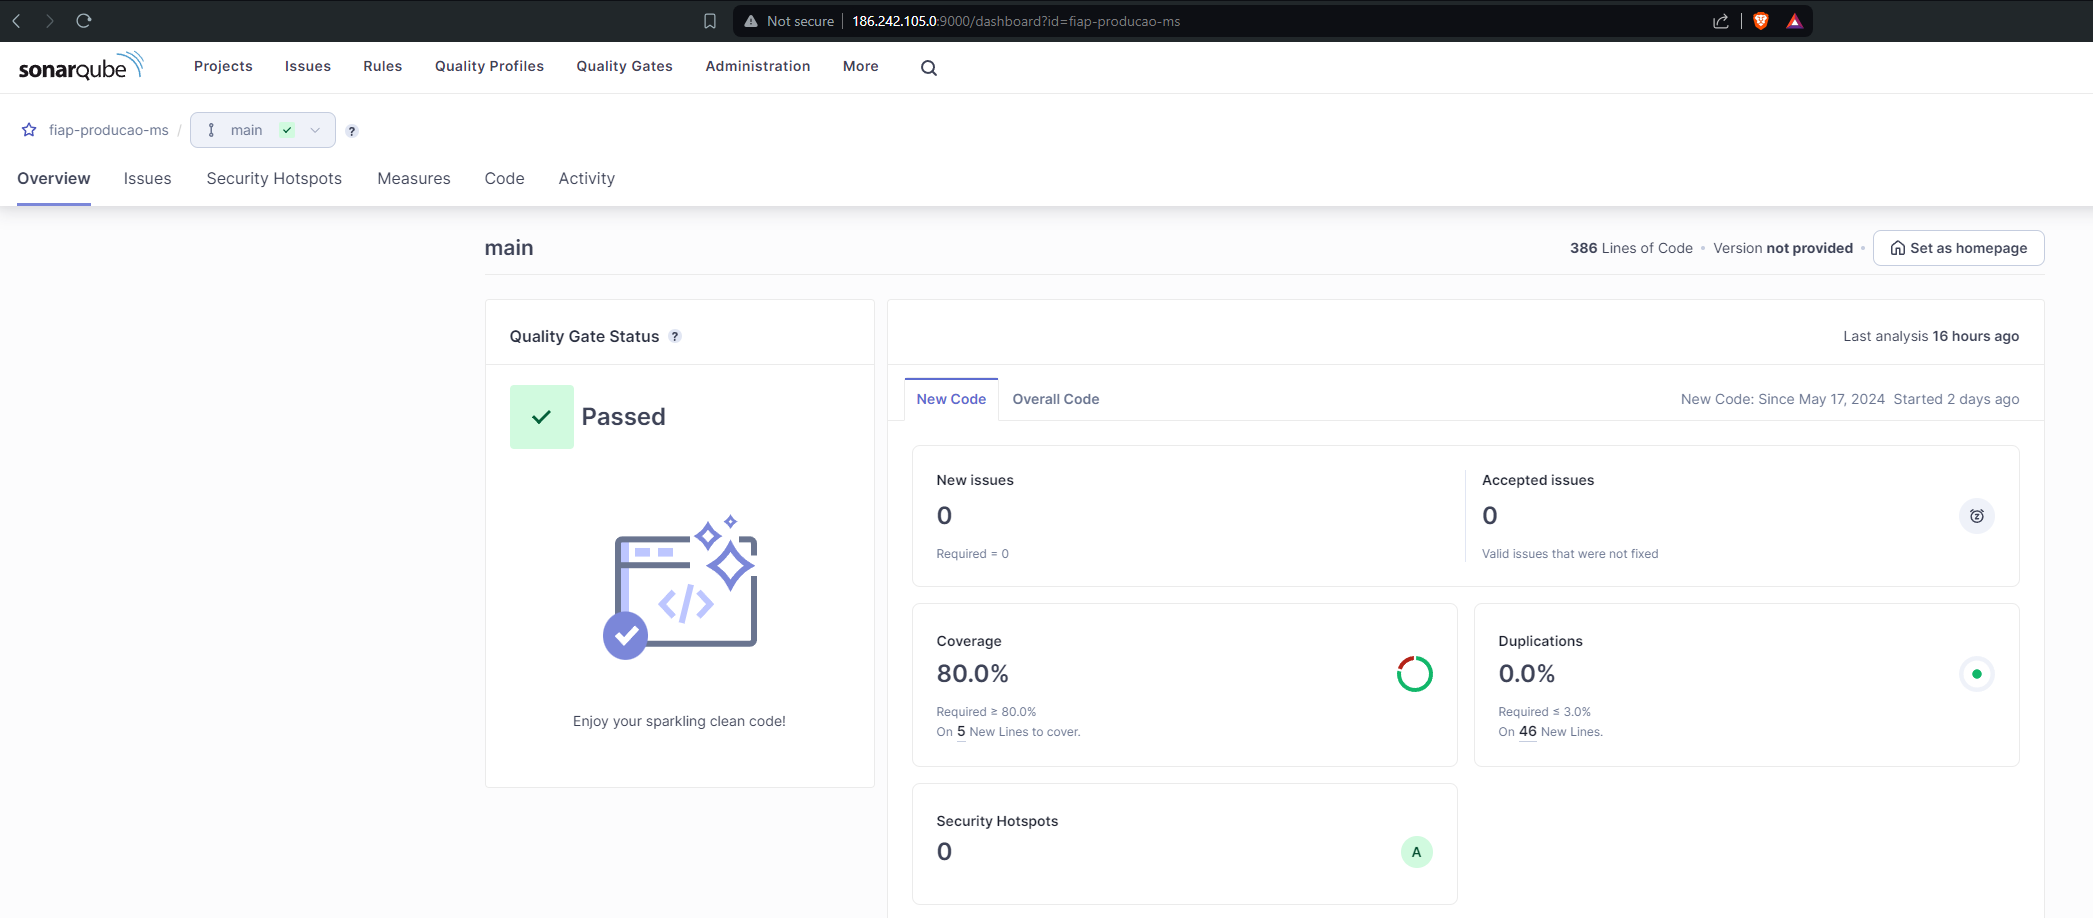 Not secure 186.242.105.0:9000/dashboard?id=fiap-producao-ms
sonarqube Projects Issues Rules Quality Profiles Quality Gates Administration More
fiap-producao-ms / main ?
Overview Issues Security Hotspots Measures Code Activity
main 386 Lines of Code • Version not provided • Set as homepage
Quality Gate Status ? Last analysis 16 hours ago
New Code Overall Code New Code: Since May 17, 2024 Started 2 days ago
Passed
New issues Accepted issues
0 0
Required = 0 Valid issues that were not fixed
</>
Coverage Duplications
80.0% 0.0%
Required ≥ 80.0% Required ≤ 3.0%
On 5 New Lines to cover. On 46 New Lines.
Enjoy your sparkling clean code!
Security Hotspots
0 A